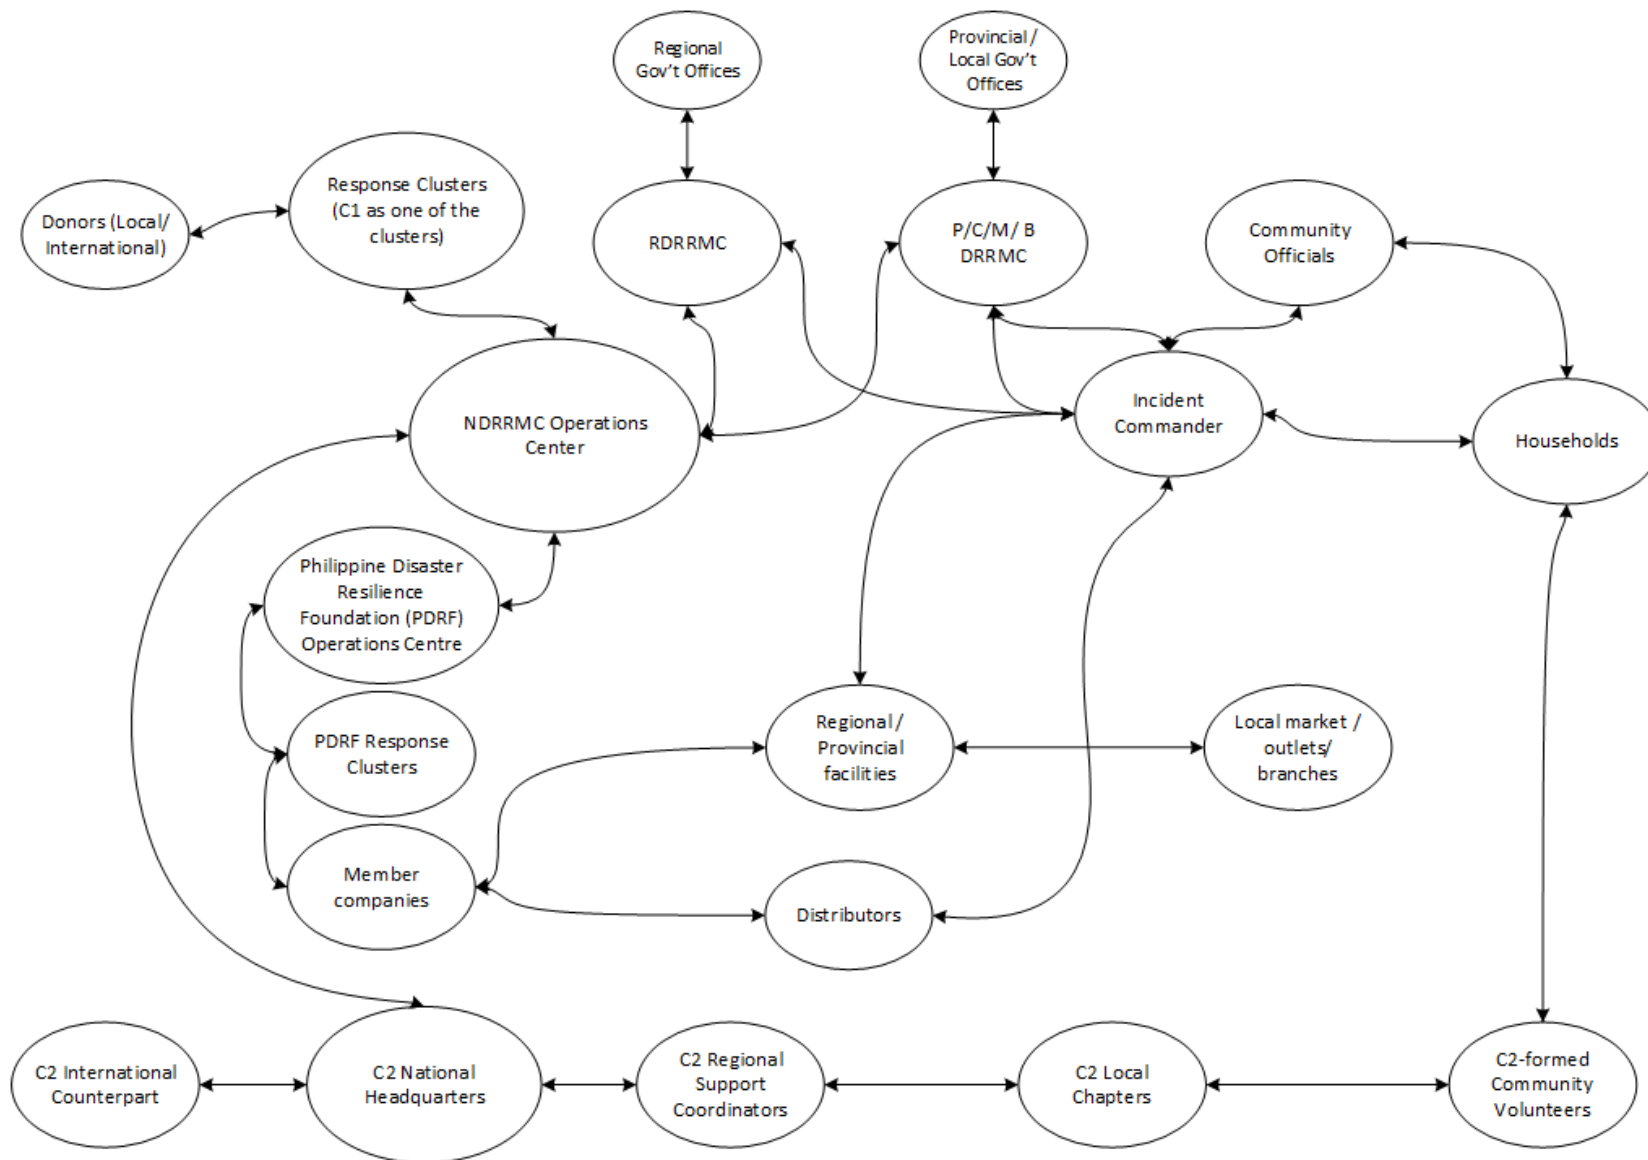 Regional
Gov't Offices
Provincial /
Local Gov't
Offices
Donors (Local/
International)
Response Clusters
(C1 as one of the
clusters)
RDRRMC
P/C/M/ B
DRRMC
Community
Officials
NDRRMC Operations
Center
Incident
Commander
Households
Philippine Disaster
Resilience
Foundation (PDRF)
Operations Centre
PDRF Response
Clusters
Regional /
Provincial
facilities
Local market /
outlets/
branches
Member
companies
Distributors
C2 International
Counterpart
C2 National
Headquarters
C2 Regional
Support
Coordinators
C2 Local
Chapters
C2-formed
Community
Volunteers